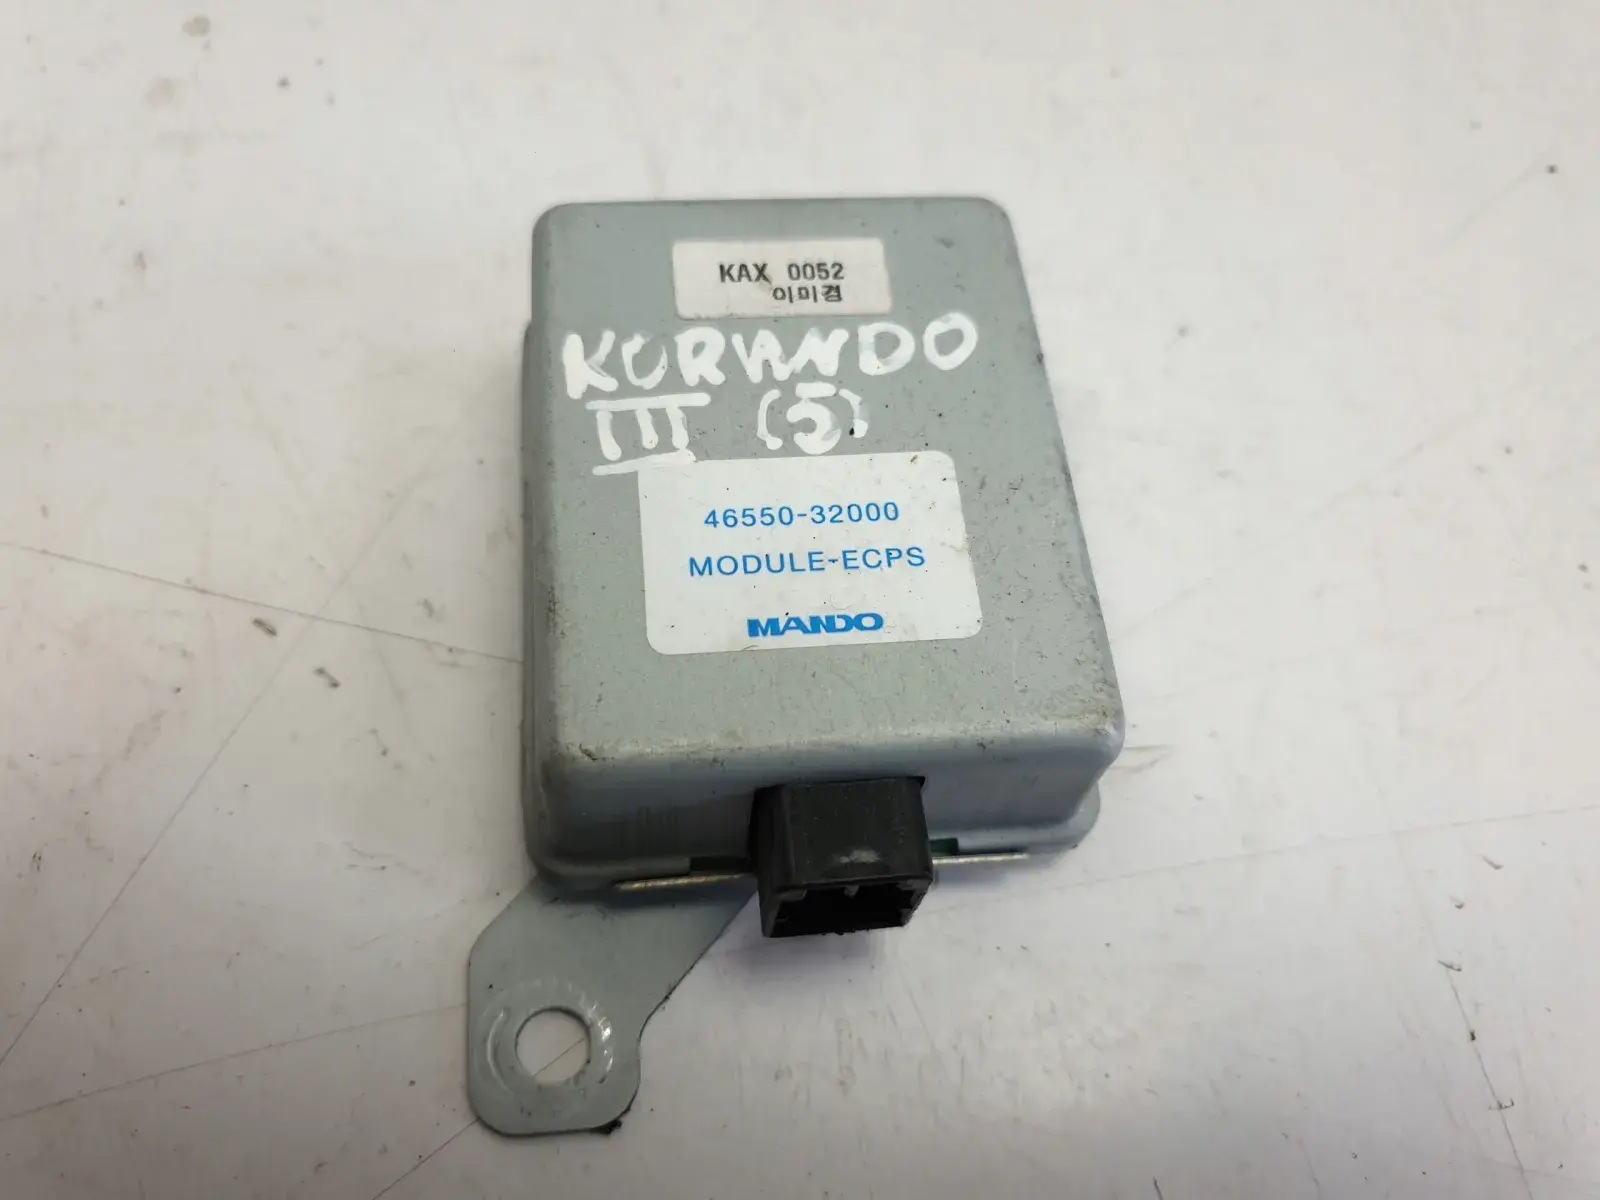 KAX 0052
이미경
KORANDO
III (5)
46550-32000
MODULE-ECPS
MANDO